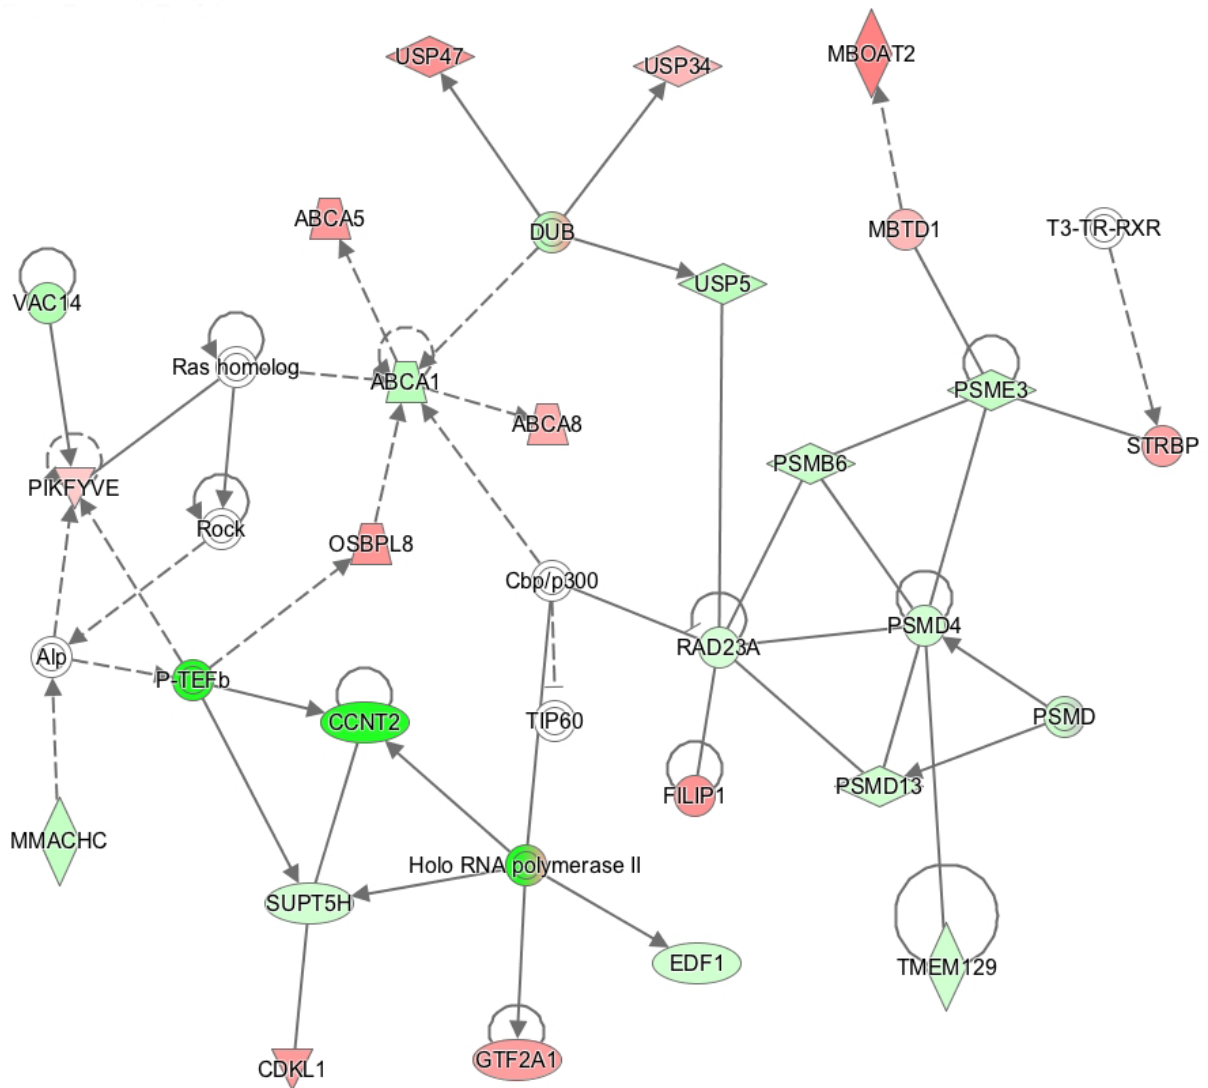 USP47
USP34
MBOAT2
ABCA5
DUB
MBTD1
T3-TR-RXR
VAC14
USP5
Ras homolog
ABCA1
PSME3
ABCA8
STRBP
PSMB6
PIKFYVE
Rock
OSBPL8
Cbp/p300
PSMD4
RAD23A
Alp
P-TEFb
CCNT2
TIP60
PSMD
PSMD13
FILIP1
MMACHC
Holo RNA polymerase II
SUPT5H
EDF1
TMEM129
CDKL1
GTF2A1